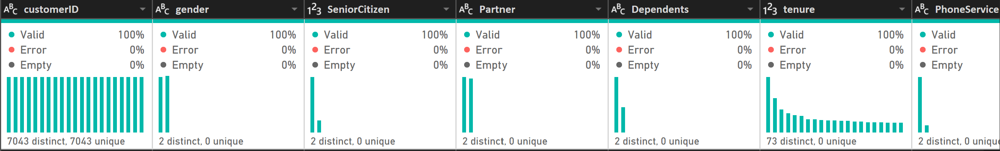 ABC customerID ABC gender 123 SeniorCitizen ABC Partner ABC Dependents 123 tenure ABC PhoneService
Valid 100% Valid 100% Valid 100% Valid 100% Valid 100% Valid 100% Valid
Error 0% Error 0% Error 0% Error 0% Error 0% Error 0% Error
Empty 0% Empty 0% Empty 0% Empty 0% Empty 0% Empty 0% Empty
7043 distinct, 7043 unique 2 distinct, 0 unique 2 distinct, 0 unique 2 distinct, 0 unique 2 distinct, 0 unique 73 distinct, 0 unique 2 distinct, 0